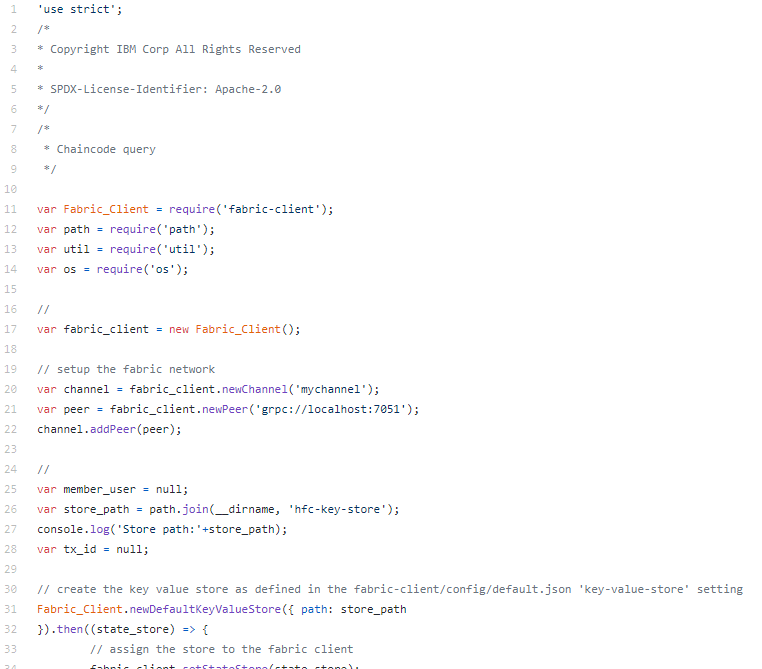 1 'use strict';
2 /*
3 * Copyright IBM Corp All Rights Reserved
4 *
5 * SPDX-License-Identifier: Apache-2.0
6 */
7 /*
8  * Chaincode query
9  */
10
11 var Fabric_Client = require('fabric-client');
12 var path = require('path');
13 var util = require('util');
14 var os = require('os');
15
16 //
17 var fabric_client = new Fabric_Client();
18
19 // setup the fabric network
20 var channel = fabric_client.newChannel('mychannel');
21 var peer = fabric_client.newPeer('grpc://localhost:7051');
22 channel.addPeer(peer);
23
24 //
25 var member_user = null;
26 var store_path = path.join(__dirname, 'hfc-key-store');
27 console.log('Store path:'+store_path);
28 var tx_id = null;
29
30 // create the key value store as defined in the fabric-client/config/default.json 'key-value-store' setting
31 Fabric_Client.newDefaultKeyValueStore({ path: store_path
32 }).then((state_store) => {
33         // assign the store to the fabric client
34         fabric_client.setStateStore(state_store);